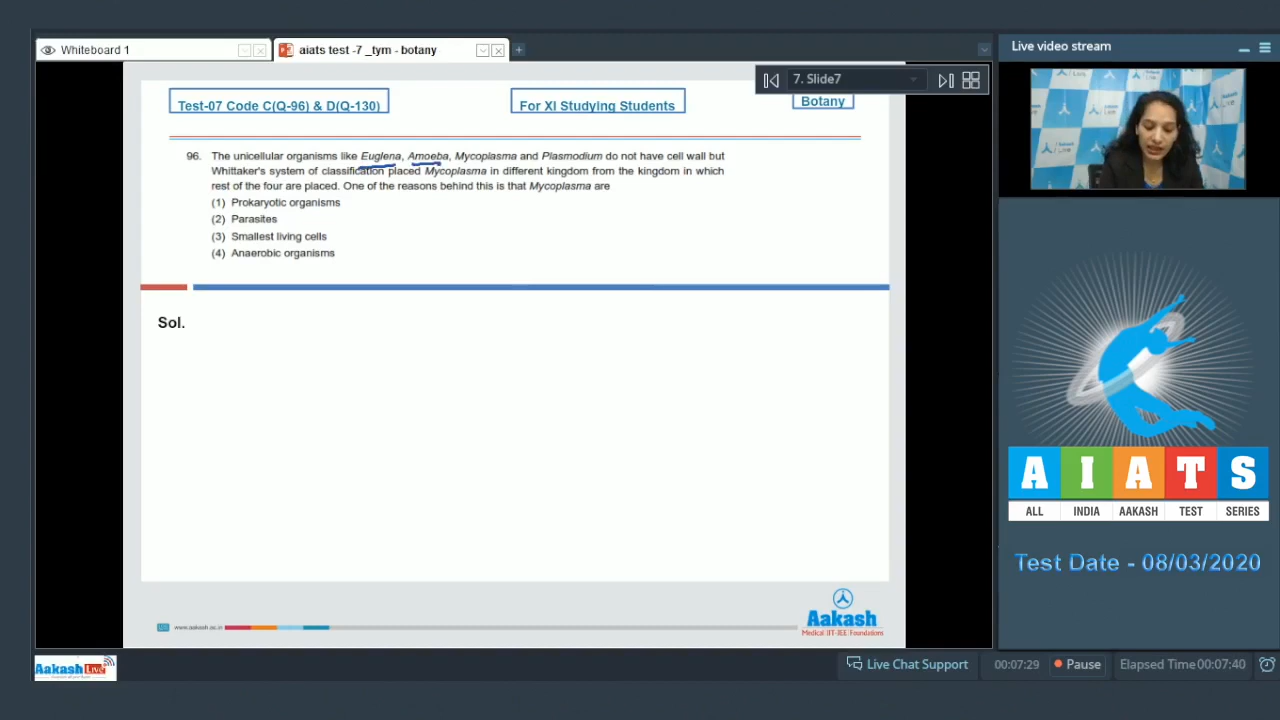 Whiteboard 1
aiats test -7 _tym - botany
Live video stream
7. Slide7
Test-07 Code C(Q-96) & D(Q-130)
For XI Studying Students
Botany
96. The unicellular organisms like Euglena, Amoeba, Mycoplasma and Plasmodium do not have cell wall but
Whittaker's system of classification placed Mycoplasma in different kingdom from the kingdom in which
rest of the four are placed. One of the reasons behind this is that Mycoplasma are
(1) Prokaryotic organisms
(2) Parasites
(3) Smallest living cells
(4) Anaerobic organisms
Sol.
A I A T S
ALL INDIA AAKASH TEST SERIES
Test Date - 08/03/2020
www.aakash.ac.in
Aakash
Medical | IIT-JEE | Foundations
Aakash Live
Live Chat Support
00:07:29
Pause
Elapsed Time 00:07:40